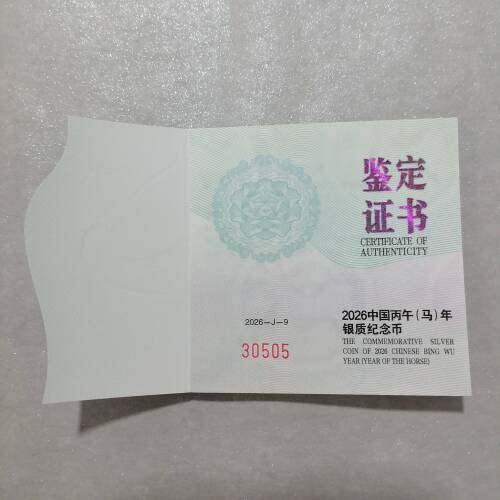 鉴定
证书
CERTIFICATE OF
AUTHENTICITY
2026-J-9
30505
2026中国丙午(马)年
银质纪念币
THE COMMEMORATIVE SILVER
COIN OF 2026 CHINESE BING WU
YEAR (YEAR OF THE HORSE)